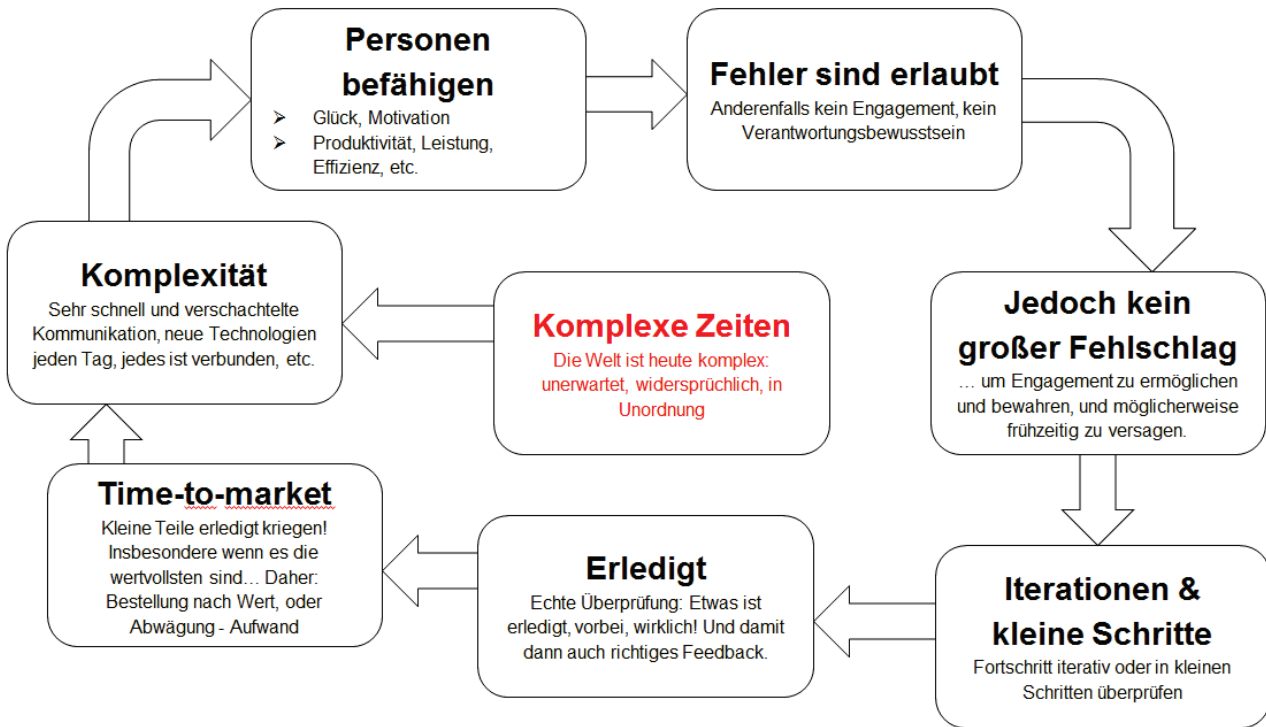 Personen
befähigen
➢ Glück, Motivation
➢ Produktivität, Leistung,
Effizienz, etc.
Fehler sind erlaubt
Anderenfalls kein Engagement, kein
Verantwortungsbewusstsein
Jedoch kein
großer Fehlschlag
… um Engagement zu ermöglichen
und bewahren, und möglicherweise
frühzeitig zu versagen.
Iterationen &
kleine Schritte
Fortschritt iterativ oder in kleinen
Schritten überprüfen
Erledigt
Echte Überprüfung: Etwas ist
erledigt, vorbei, wirklich! Und damit
dann auch richtiges Feedback.
Time-to-market
Kleine Teile erledigt kriegen!
Insbesondere wenn es die
wertvollsten sind… Daher:
Bestellung nach Wert, oder
Abwägung - Aufwand
Komplexität
Sehr schnell und verschachtelte
Kommunikation, neue Technologien
jeden Tag, jedes ist verbunden, etc.
Komplexe Zeiten
Die Welt ist heute komplex:
unerwartet, widersprüchlich, in
Unordnung